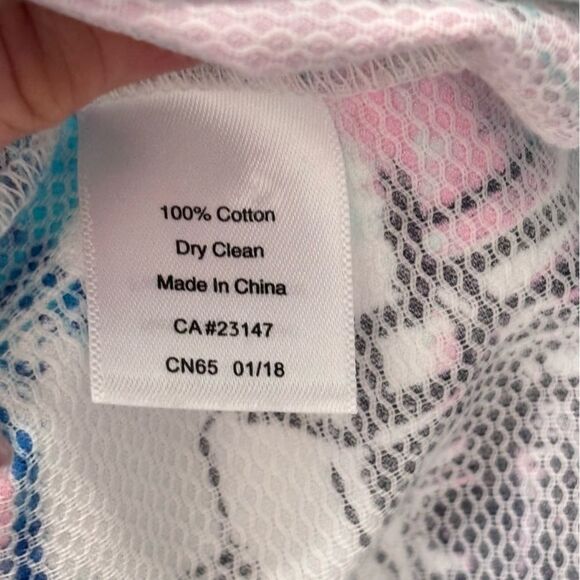 100% Cotton
Dry Clean
Made In China
CA#23147
CN65 01/18